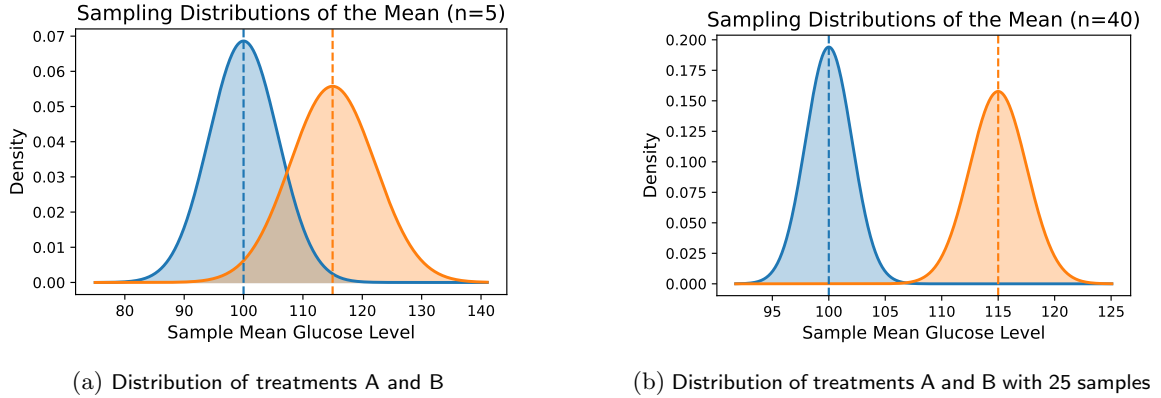 Sampling Distributions of the Mean (n=5)
0.07
0.06
0.05
0.04
0.03
0.02
0.01
0.00
Density
80 90 100 110 120 130 140
Sample Mean Glucose Level
(a) Distribution of treatments A and B
Sampling Distributions of the Mean (n=40)
0.200
0.175
0.150
0.125
0.100
0.075
0.050
0.025
0.000
Density
95 100 105 110 115 120 125
Sample Mean Glucose Level
(b) Distribution of treatments A and B with 25 samples